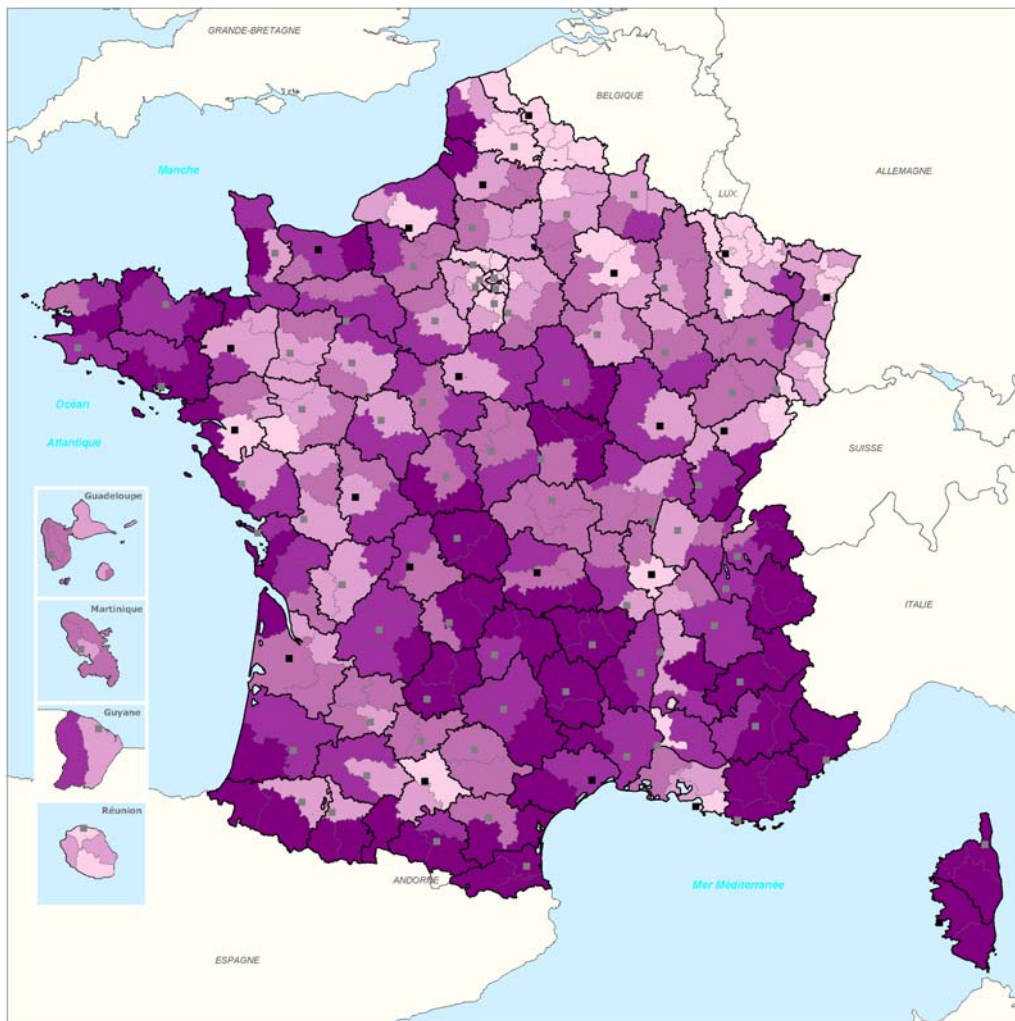 GRANDE-BRETAGNE
BELGIQUE
Manche
ALLEMAGNE
LUX.
Océan
Atlantique
SUISSE
Guadeloupe
Martinique
ITALIE
Guyane
Réunion
ANDORRE
Mer Méditerranée
ESPAGNE